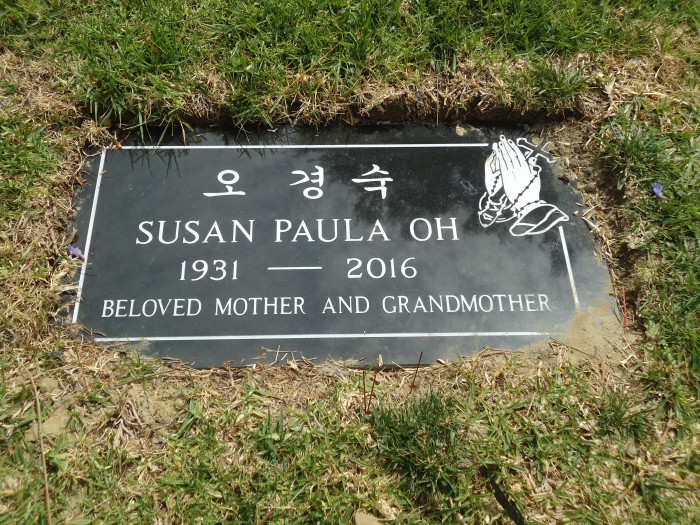 오 경 숙
SUSAN PAULA OH
1931 — 2016
BELOVED MOTHER AND GRANDMOTHER